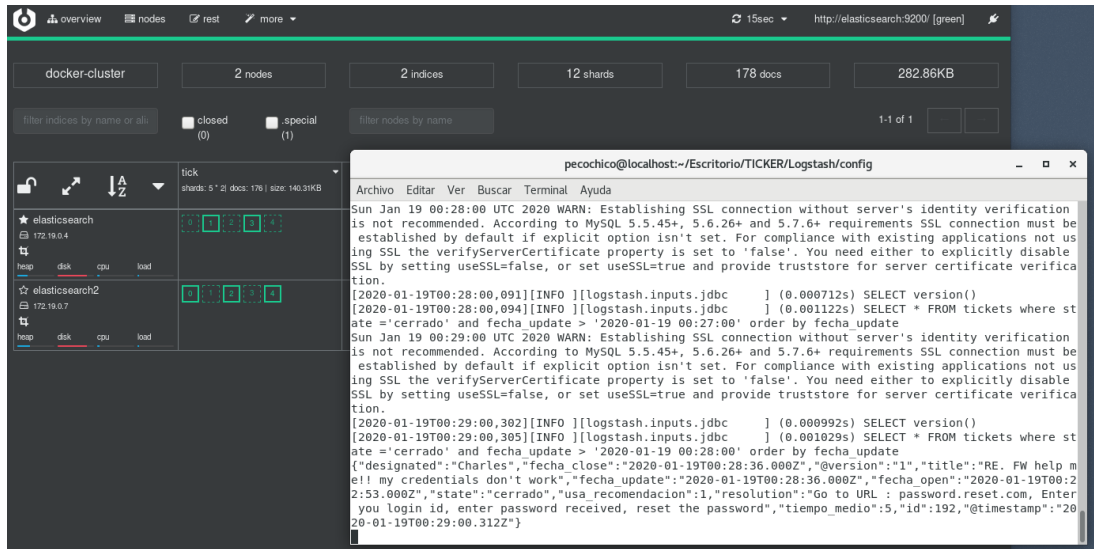 overview nodes rest more 15sec http://elasticsearch:9200/ [green]
docker-cluster 2 nodes 2 indices 12 shards 178 docs 282.86KB
filter indices by name or alia closed (0) .special (1) filter nodes by name 1-1 of 1
tick
shards: 5 * 2| docs: 176 | size: 140.31KB
A
Z
elasticsearch
172.19.0.4
heap disk cpu load
0 1 2 3 4
elasticsearch2
172.19.0.7
heap disk cpu load
0 1 2 3 4
pecochico@localhost:~/Escritorio/TICKER/Logstash/config
Archivo Editar Ver Buscar Terminal Ayuda
Sun Jan 19 00:28:00 UTC 2020 WARN: Establishing SSL connection without server's identity verification
is not recommended. According to MySQL 5.5.45+, 5.6.26+ and 5.7.6+ requirements SSL connection must be
established by default if explicit option isn't set. For compliance with existing applications not us
ing SSL the verifyServerCertificate property is set to 'false'. You need either to explicitly disable
SSL by setting useSSL=false, or set useSSL=true and provide truststore for server certificate verifica
tion.
[2020-01-19T00:28:00,091][INFO ][logstash.inputs.jdbc     ] (0.000712s) SELECT version()
[2020-01-19T00:28:00,094][INFO ][logstash.inputs.jdbc     ] (0.001122s) SELECT * FROM tickets where st
ate ='cerrado' and fecha_update > '2020-01-19 00:27:00' order by fecha_update
Sun Jan 19 00:29:00 UTC 2020 WARN: Establishing SSL connection without server's identity verification
is not recommended. According to MySQL 5.5.45+, 5.6.26+ and 5.7.6+ requirements SSL connection must be
established by default if explicit option isn't set. For compliance with existing applications not us
ing SSL the verifyServerCertificate property is set to 'false'. You need either to explicitly disable
SSL by setting useSSL=false, or set useSSL=true and provide truststore for server certificate verifica
tion.
[2020-01-19T00:29:00,302][INFO ][logstash.inputs.jdbc     ] (0.000992s) SELECT version()
[2020-01-19T00:29:00,305][INFO ][logstash.inputs.jdbc     ] (0.001029s) SELECT * FROM tickets where st
ate ='cerrado' and fecha_update > '2020-01-19 00:28:00' order by fecha_update
{"designated":"Charles","fecha_close":"2020-01-19T00:28:36.000Z","@version":"1","title":"RE. FW help m
e!! my credentials don't work","fecha_update":"2020-01-19T00:28:36.000Z","fecha_open":"2020-01-19T00:2
2:53.000Z","state":"cerrado","usa_recomendacion":1,"resolution":"Go to URL : password.reset.com, Enter
you login id, enter password received, reset the password","tiempo_medio":5,"id":192,"@timestamp":"20
20-01-19T00:29:00.312Z"}